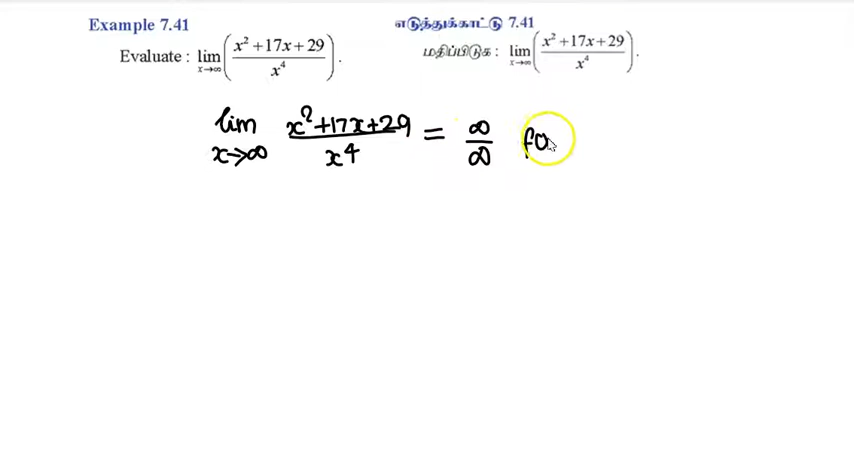 Example 7.41
Evaluate : lim x→∞ ( (x² + 17x + 29) / x⁴ ) .
எடுத்துக்காட்டு 7.41
மதிப்பிடுக : lim x→∞ ( (x² + 17x + 29) / x⁴ ) .
lim x→∞ (x² + 17x + 29) / x⁴ = ∞ / ∞ fo